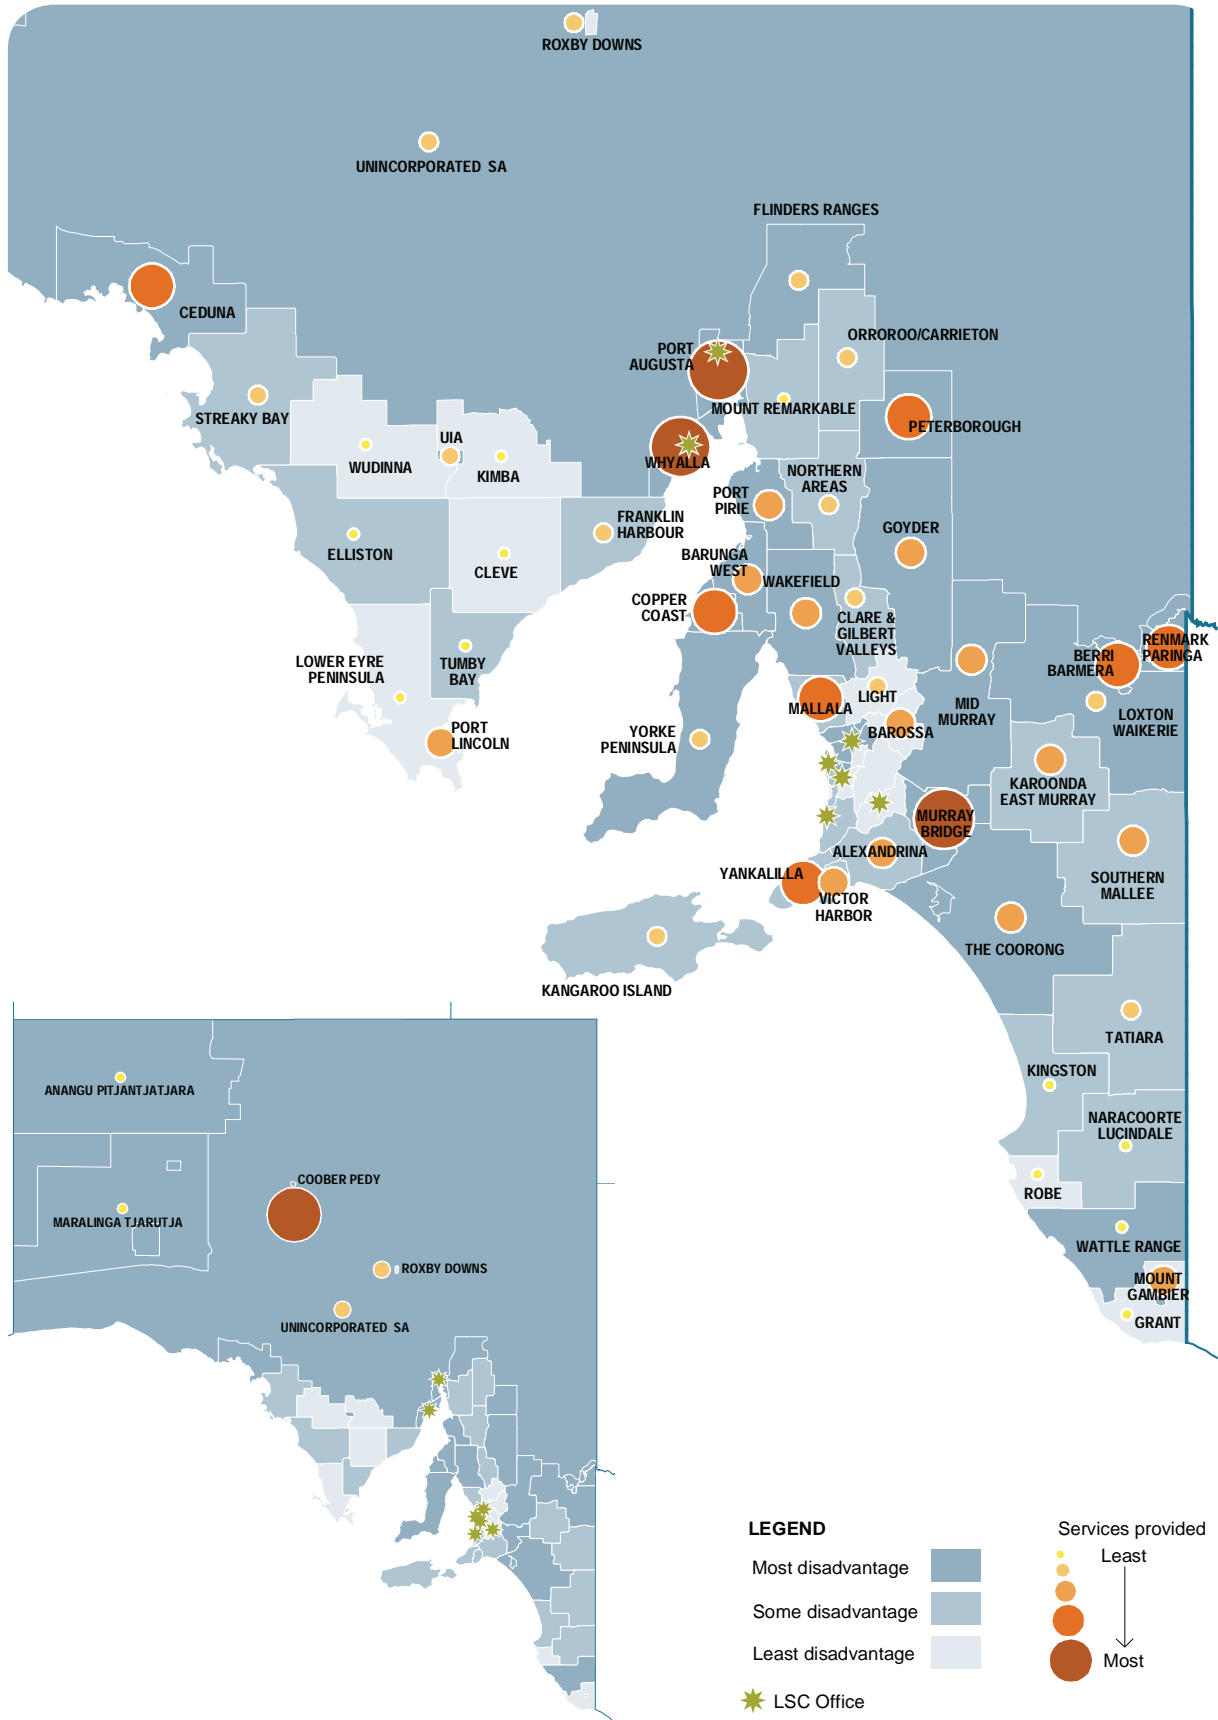 ROXBY DOWNS
UNINCORPORATED SA
FLINDERS RANGES
CEDUNA
ORROROO/CARRIETON
PORT
AUGUSTA
MOUNT REMARKABLE
STREAKY BAY
PETERBOROUGH
UIA
WUDINNA
KIMBA
WHYALLA
NORTHERN
AREAS
PORT
PIRIE
FRANKLIN
HARBOUR
GOYDER
ELLISTON
CLEVE
BARUNGA
WEST
WAKEFIELD
COPPER
COAST
CLARE &
GILBERT
VALLEYS
RENMARK
PARINGA
BERRI
BARMERA
LOWER EYRE
PENINSULA
TUMBY
BAY
LIGHT
MALLALA
MID
MURRAY
LOXTON
WAIKERIE
PORT
LINCOLN
YORKE
PENINSULA
BAROSSA
KAROONDA
EAST MURRAY
MURRAY
BRIDGE
ALEXANDRINA
YANKALILLA
VICTOR
HARBOR
SOUTHERN
MALLEE
THE COORONG
KANGAROO ISLAND
TATIARA
KINGSTON
NARACOORTE
LUCINDALE
ROBE
WATTLE RANGE
MOUNT
GAMBIER
GRANT
ANANGU PITJANTJATJARA
COOBER PEDY
MARALINGA TJARUTJA
ROXBY DOWNS
UNINCORPORATED SA
LEGEND
Most disadvantage
Some disadvantage
Least disadvantage
LSC Office
Services provided
Least
Most